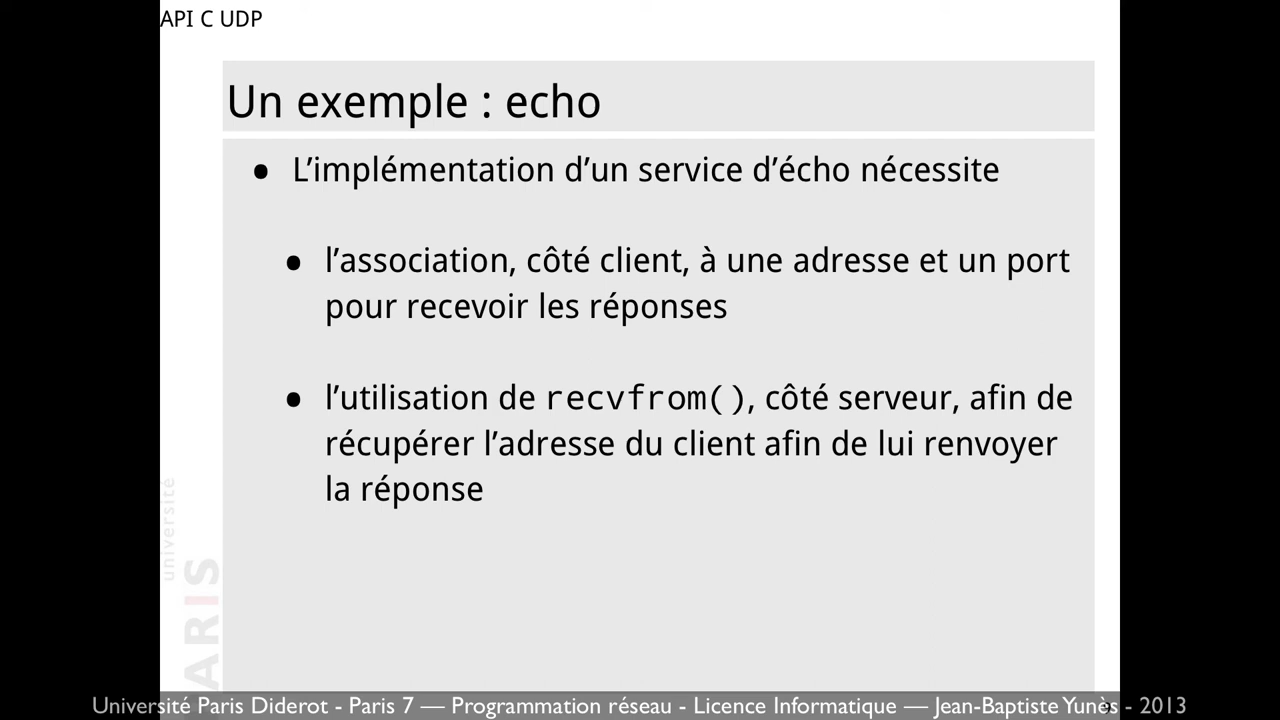 API C UDP
Un exemple : echo
• L’implémentation d’un service d’écho nécessite
• l’association, côté client, à une adresse et un port
pour recevoir les réponses
• l’utilisation de recvfrom(), côté serveur, afin de
récupérer l’adresse du client afin de lui renvoyer
la réponse
université
PARIS
Université Paris Diderot - Paris 7 — Programmation réseau - Licence Informatique — Jean-Baptiste Yunès - 2013